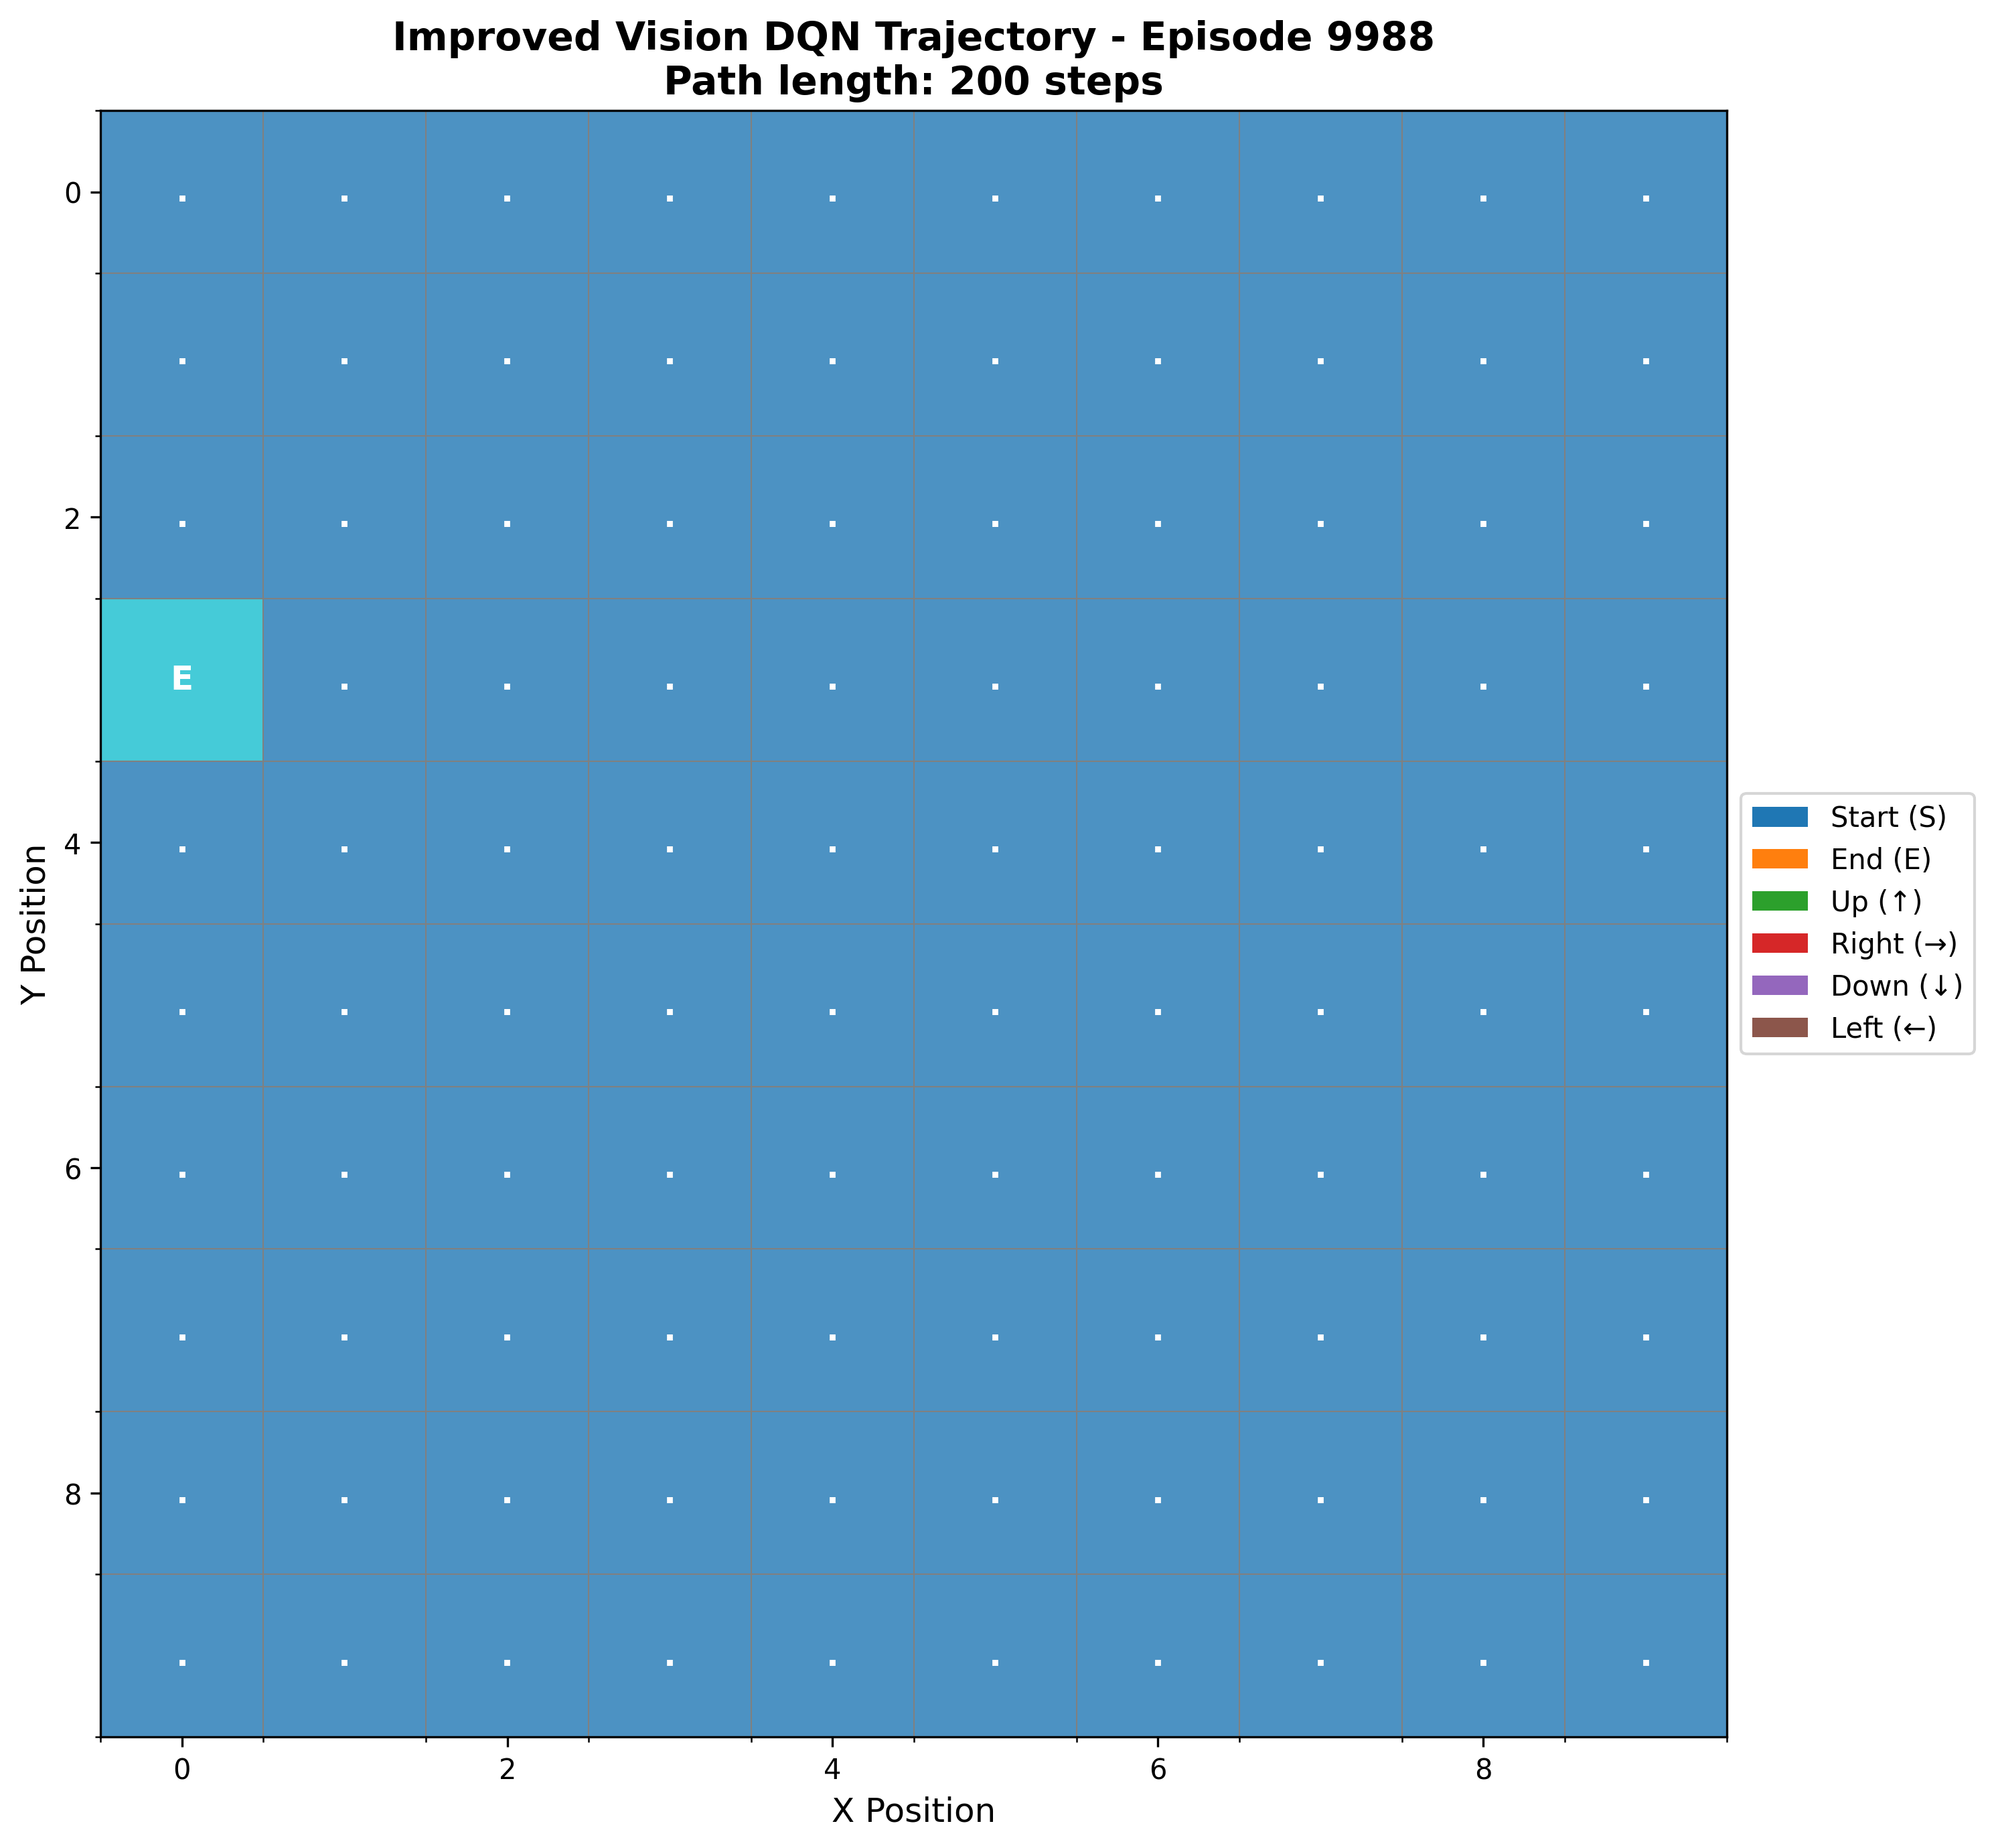 Improved Vision DQN Trajectory - Episode 9988
Path length: 200 steps
0
. . . . . . . . . .
. . . . . . . . . .
2
. . . . . . . . . .
E . . . . . . . . .
4
. . . . . . . . . .
. . . . . . . . . .
6
. . . . . . . . . .
. . . . . . . . . .
8
. . . . . . . . . .
. . . . . . . . . .
Y Position
0 2 4 6 8
X Position
Start (S)
End (E)
Up (↑)
Right (→)
Down (↓)
Left (←)